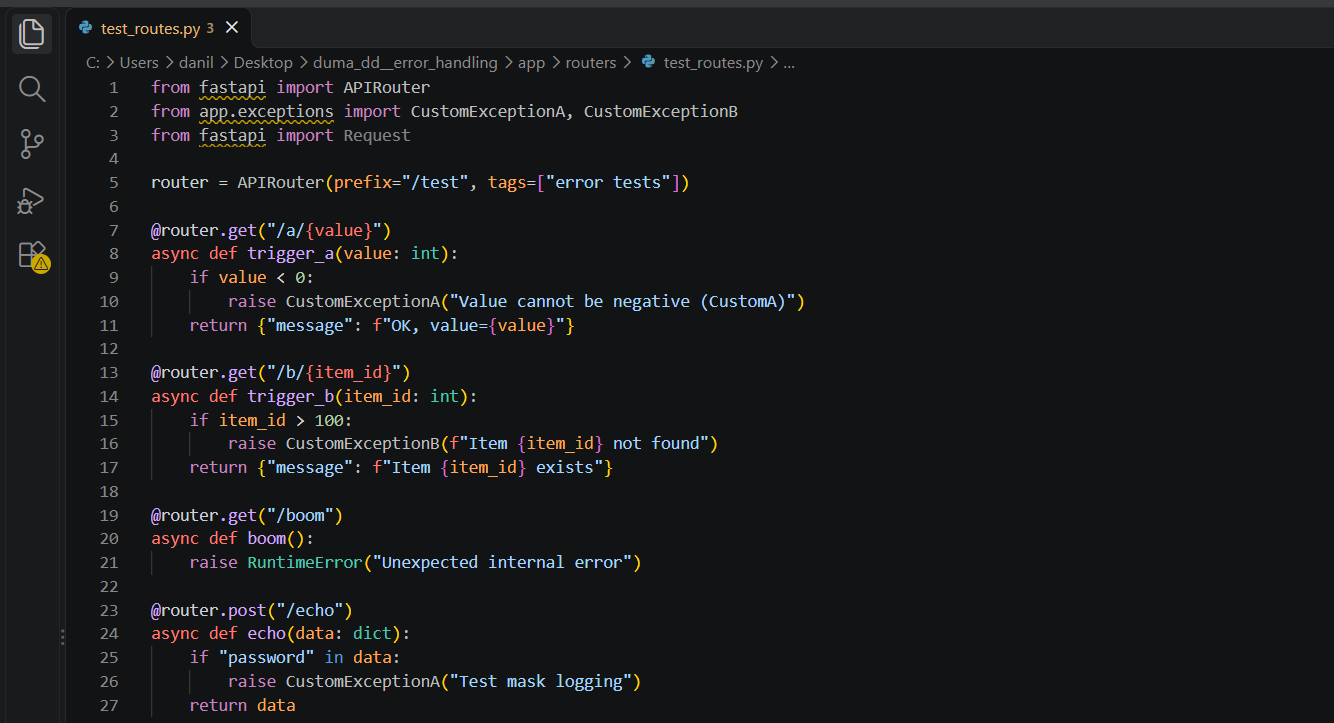 test_routes.py 3
C: > Users > danil > Desktop > duma_dd__error_handling > app > routers > test_routes.py > ...
1 from fastapi import APIRouter
2 from app.exceptions import CustomExceptionA, CustomExceptionB
3 from fastapi import Request
4
5 router = APIRouter(prefix="/test", tags=["error tests"])
6
7 @router.get("/a/{value}")
8 async def trigger_a(value: int):
9     if value < 0:
10         raise CustomExceptionA("Value cannot be negative (CustomA)")
11     return {"message": f"OK, value={value}"}
12
13 @router.get("/b/{item_id}")
14 async def trigger_b(item_id: int):
15     if item_id > 100:
16         raise CustomExceptionB(f"Item {item_id} not found")
17     return {"message": f"Item {item_id} exists"}
18
19 @router.get("/boom")
20 async def boom():
21     raise RuntimeError("Unexpected internal error")
22
23 @router.post("/echo")
24 async def echo(data: dict):
25     if "password" in data:
26         raise CustomExceptionA("Test mask logging")
27     return data